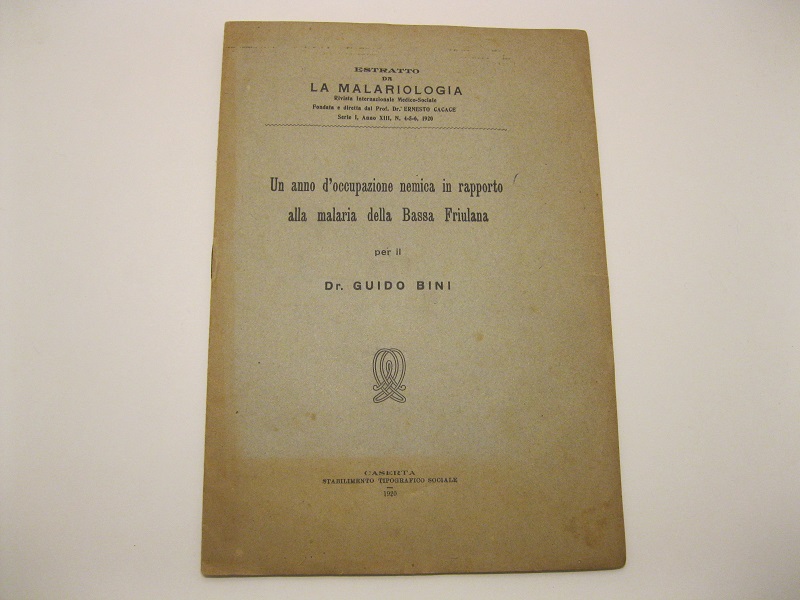 ESTRATTO
DA
LA MALARIOLOGIA
Rivista Internazionale Medico-Sociale
Fondata e diretta dal Prof. Dr. ERNESTO CACACE
Serie I, Anno XIII, N. 4-5-6, 1920
Un anno d'occupazione nemica in rapporto
alla malaria della Bassa Friulana
per il
Dr. GUIDO BINI
CASERTA
STABILIMENTO TIPOGRAFICO SOCIALE
1920